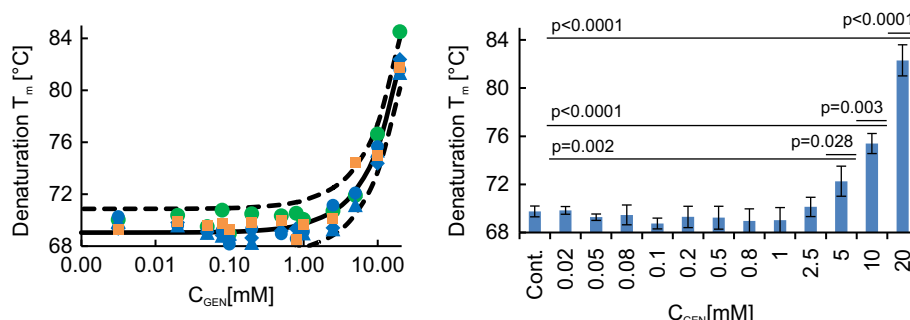 Denaturation Tm [°C]
84
80
76
72
68
0.00
0.01
0.10
1.00
10.00
CGEN[mM]
Denaturation Tm [°C]
84
80
76
72
68
p<0.0001
p<0.0001
p<0.0001
p=0.003
p=0.002
p=0.028
Cont.
0.02
0.05
0.08
0.1
0.2
0.5
0.8
1
2.5
5
10
20
CGEN[mM]